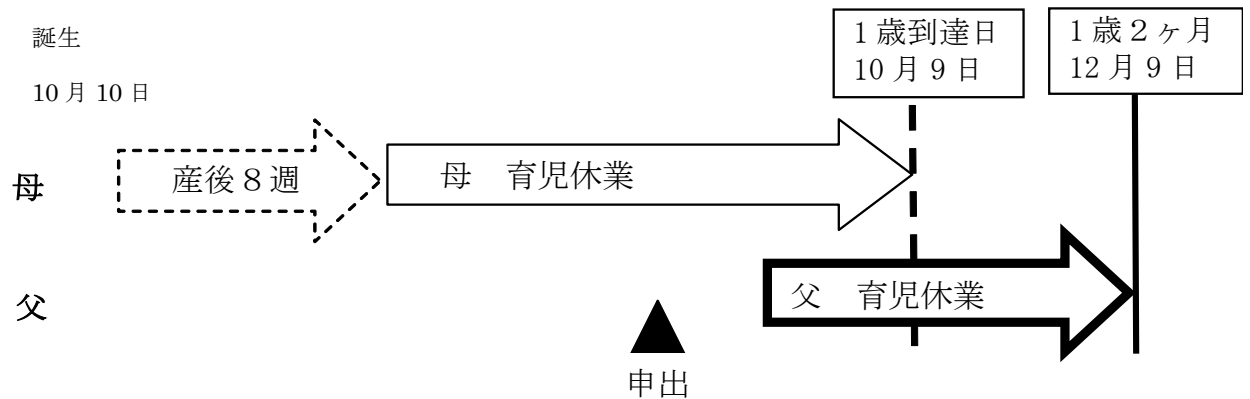 誕生
10月10日
1歳到達日
10月9日
1歳2ヶ月
12月9日
母
産後8週
母 育児休業
父
父 育児休業
申出